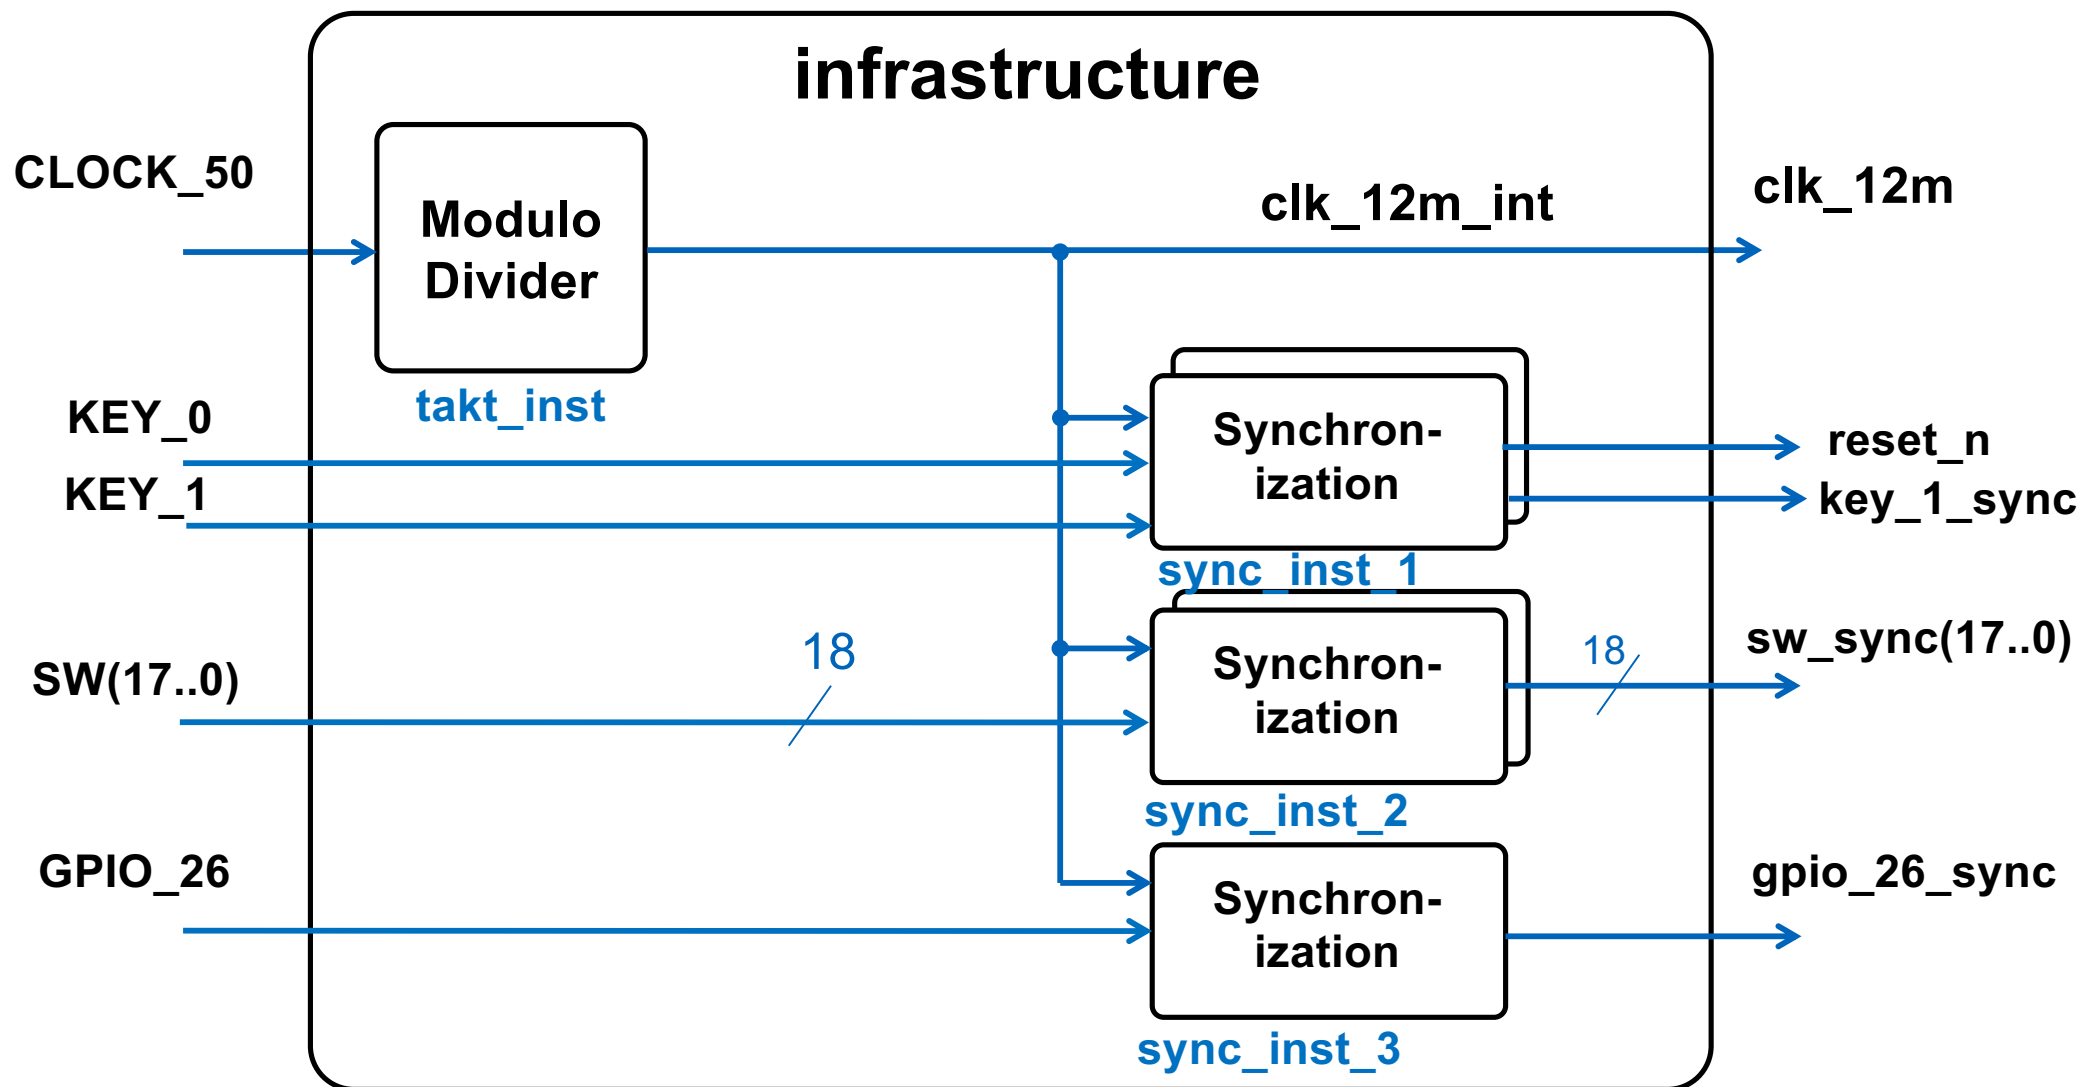 infrastructure
CLOCK_50
Modulo
Divider
clk_12m_int
clk_12m
takt_inst
KEY_0
KEY_1
Synchron-
ization
reset_n
key_1_sync
sync_inst_1
SW(17..0)
18
Synchron-
ization
18
sw_sync(17..0)
sync_inst_2
GPIO_26
Synchron-
ization
gpio_26_sync
sync_inst_3